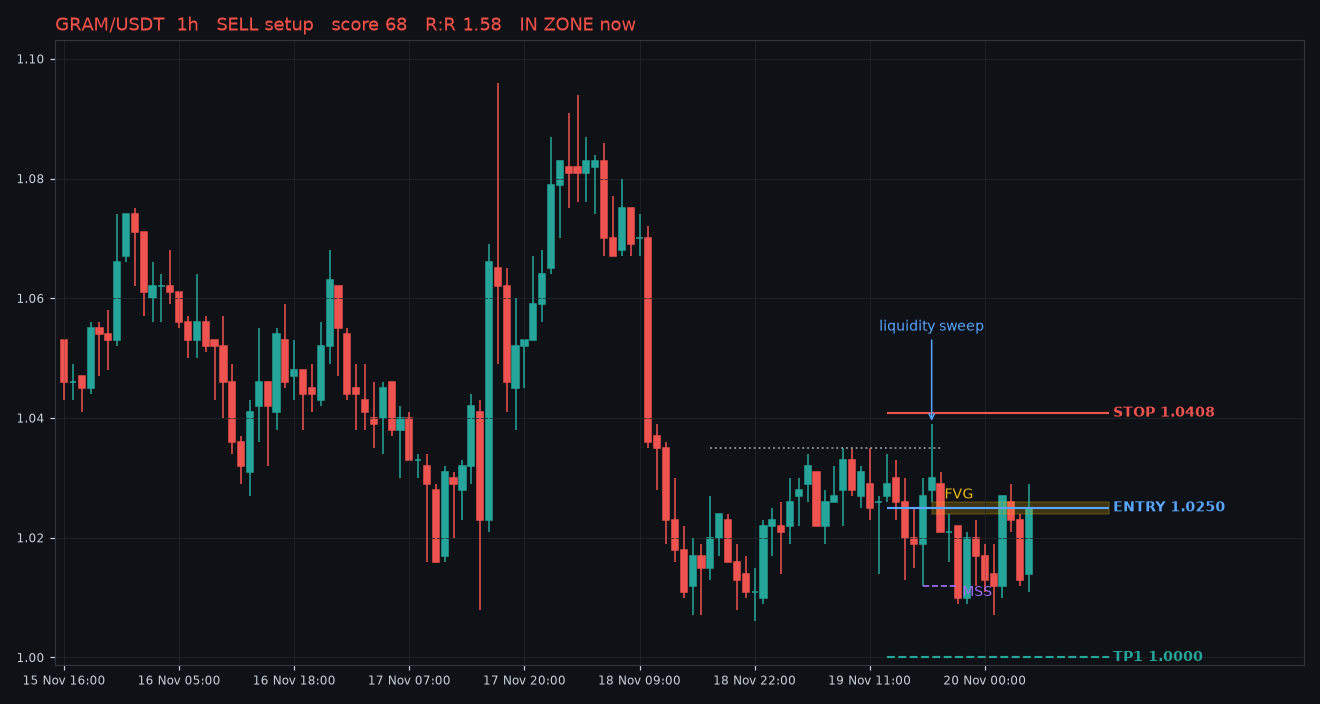 GRAM/USDT 1h SELL setup score 68 R:R 1.58 IN ZONE now
1.10
1.08
1.06
1.04
1.02
1.00
liquidity sweep
STOP 1.0408
FVG
ENTRY 1.0250
MSS
TP1 1.0000
15 Nov 16:00 16 Nov 05:00 16 Nov 18:00 17 Nov 07:00 17 Nov 20:00 18 Nov 09:00 18 Nov 22:00 19 Nov 11:00 20 Nov 00:00